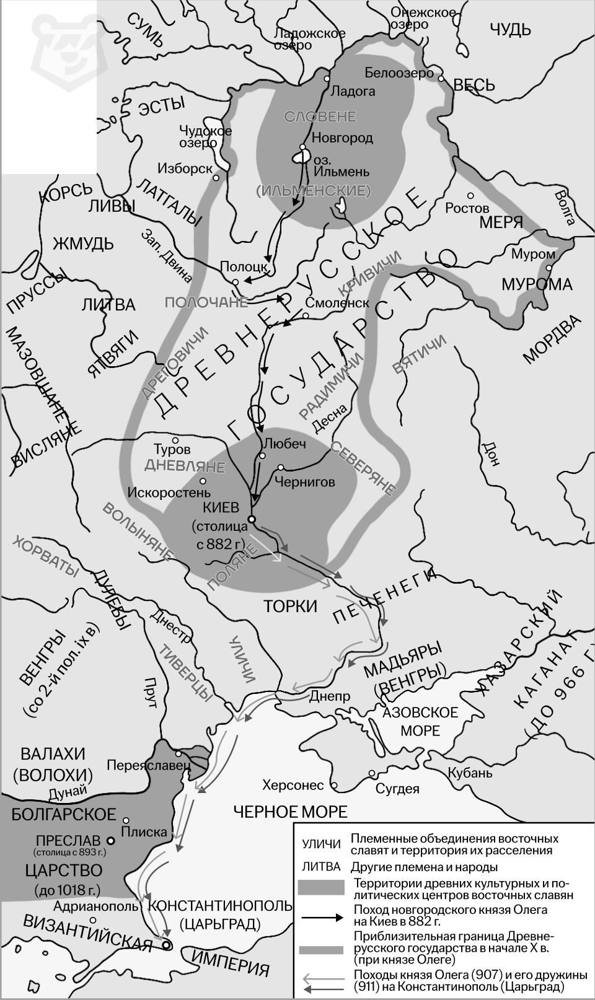 СУМЬ
Ладожское
озеро
Онежское
озеро
ЧУДЬ
Белоозеро
ВЕСЬ
Ладога
ЭСТЫ
СЛОВЕНЕ
Чудское
озеро
Новгород
оз.
Ильмень
Изборск
(ИЛЬМЕНСКИЕ)
КОРСЬ
ЛИВЫ
ЛАТГАЛЫ
Ростов
МЕРЯ
Волга
ЖМУДЬ
Зап. Двина
Полоцк
КРИВИЧИ
Муром
МУРОМА
ПРУССЫ
ЛИТВА
ПОЛОЧАНЕ
Смоленск
ДРЕВНЕРУССКОЕ
ГОСУДАРСТВО
МОРДВА
МАЗОВШАНЕ
ЯТВЯГИ
ДРЕГОВИЧИ
РАДИМИЧИ
ВЯТИЧИ
ВИСЛЯНЕ
Десна
Дон
Туров
Любеч
ДНЕВЛЯНЕ
Чернигов
СЕВЕРЯНЕ
Искоростень
КИЕВ
(столица
с 882 г.)
ВОЛЫНЯНЕ
ПОЛЯНЕ
ХОРВАТЫ
ДУЛЕБЫ
ТОРКИ
ПЕЧЕНЕГИ
Днестр
УЛИЧИ
ТИВЕРЦЫ
ВЕНГРЫ
(со 2-й пол. ix в)
МАДЬЯРЫ
(ВЕНГРЫ)
ХАЗАРСКИЙ
КАГАНАТ
(ДО 966 Г.
Прут
Днепр
АЗОВСКОЕ
МОРЕ
ВАЛАХИ
(ВОЛОХИ)
Переяславец
Кубань
Дунай
Херсонес
Сугдея
БОЛГАРСКОЕ
ЧЕРНОЕ МОРЕ
Плиска
ПРЕСЛАВ
(столица с 893 г.)
ЦАРСТВО
(до 1018 г.)
Адрианополь
КОНСТАНТИНОПОЛЬ
(ЦАРЬГРАД)
ВИЗАНТИЙСКАЯ
ИМПЕРИЯ
УЛИЧИ Племенные объединения восточных
славят и территория их расселения
ЛИТВА Другие племена и народы
Территории древних культурных и по-
литических центров восточных славян
Поход новгородского князя Олега
на Киев в 882 г.
Приблизительная граница Древне-
русского государства в начале X в.
(при князе Олеге)
Походы князя Олега (907) и его дружины
(911) на Константинополь (Царьград)